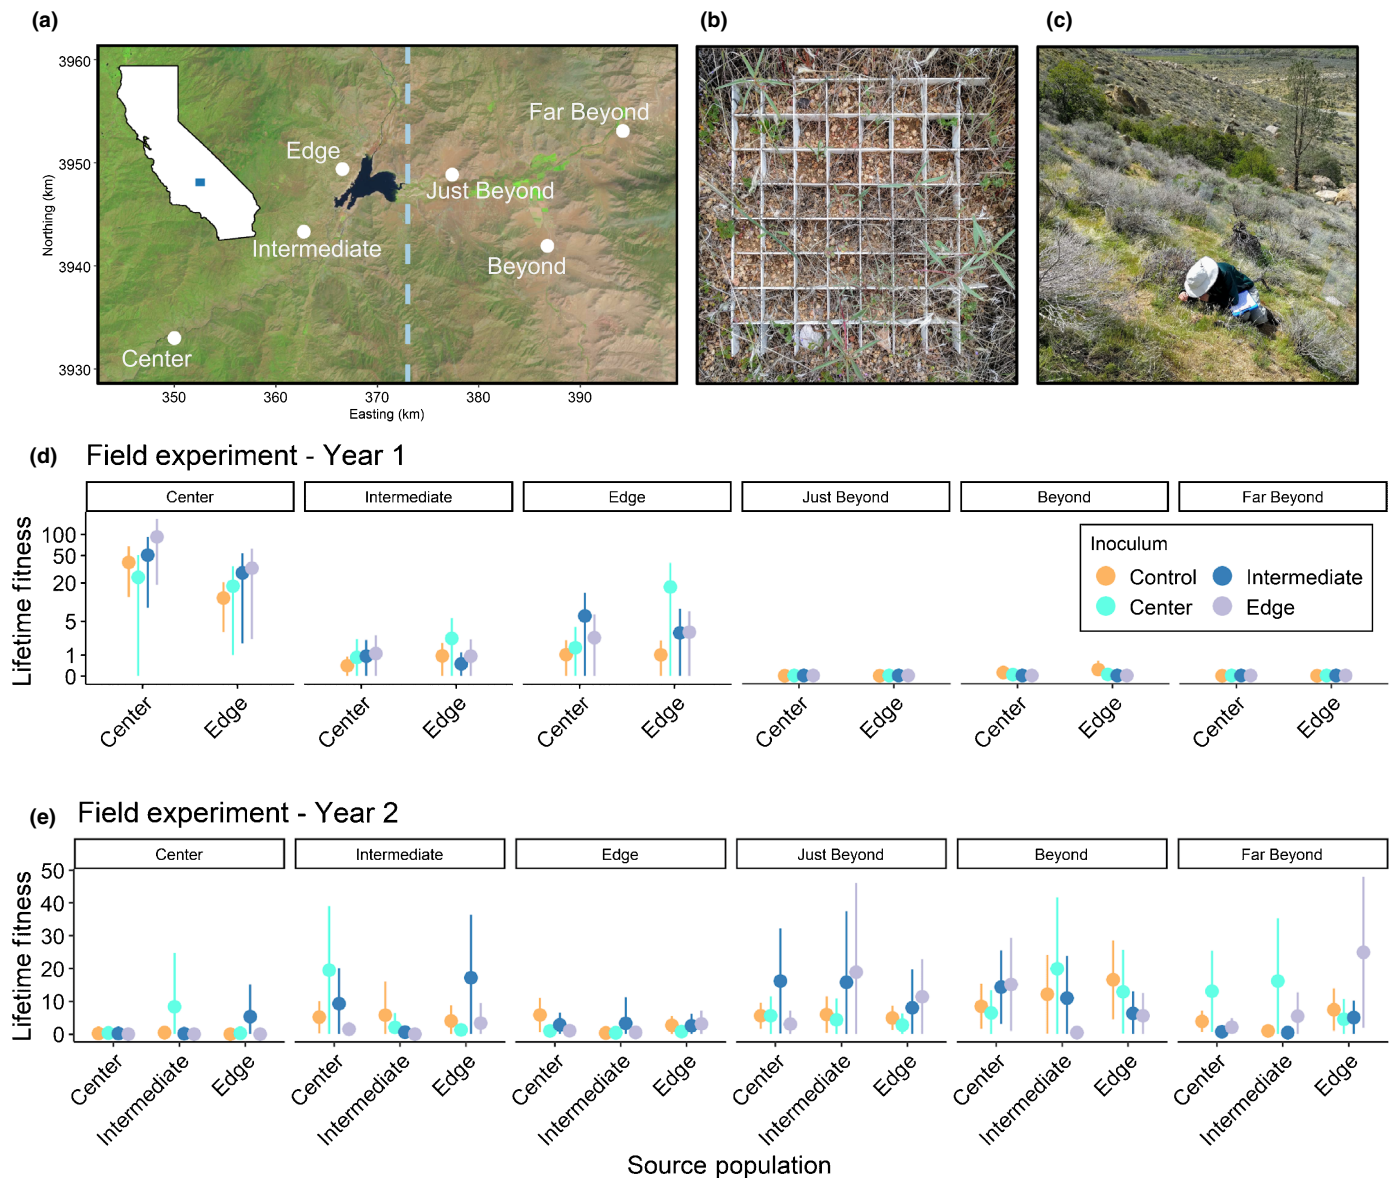 (a)
(b)
(c)
3960
3950
3940
3930
Northing (km)
Far Beyond
Edge
Just Beyond
Intermediate
Beyond
Center
350 360 370 380 390
Easting (km)
(d) Field experiment - Year 1
Center Intermediate Edge Just Beyond Beyond Far Beyond
Lifetime fitness
100
50
20
5
1
0
Inoculum
Control Intermediate
Center Edge
Center Edge Center Edge Center Edge Center Edge Center Edge Center Edge
(e) Field experiment - Year 2
Center Intermediate Edge Just Beyond Beyond Far Beyond
Lifetime fitness
50
40
30
20
10
0
Center Intermediate Edge Center Intermediate Edge Center Intermediate Edge Center Intermediate Edge Center Intermediate Edge Center Intermediate Edge
Source population